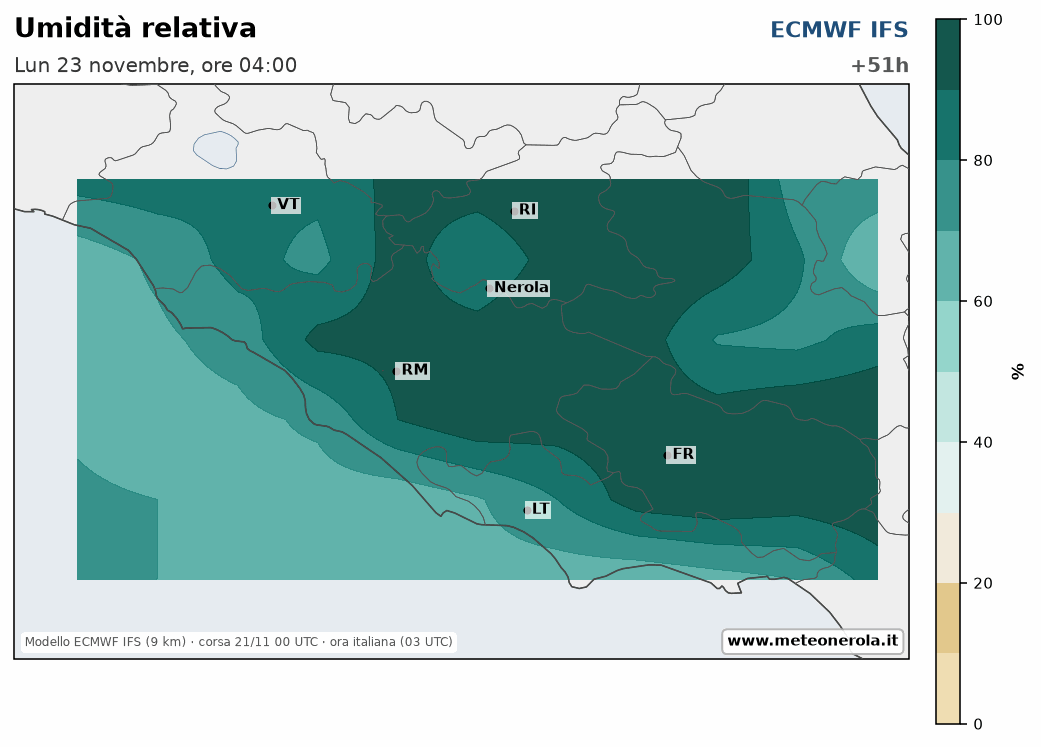 Umidità relativa
ECMWF IFS
Lun 23 novembre, ore 04:00
+51h
100
80
60
40
20
0
%
VT
RI
Nerola
RM
FR
LT
Modello ECMWF IFS (9 km) · corsa 21/11 00 UTC · ora italiana (03 UTC)
www.meteonerola.it